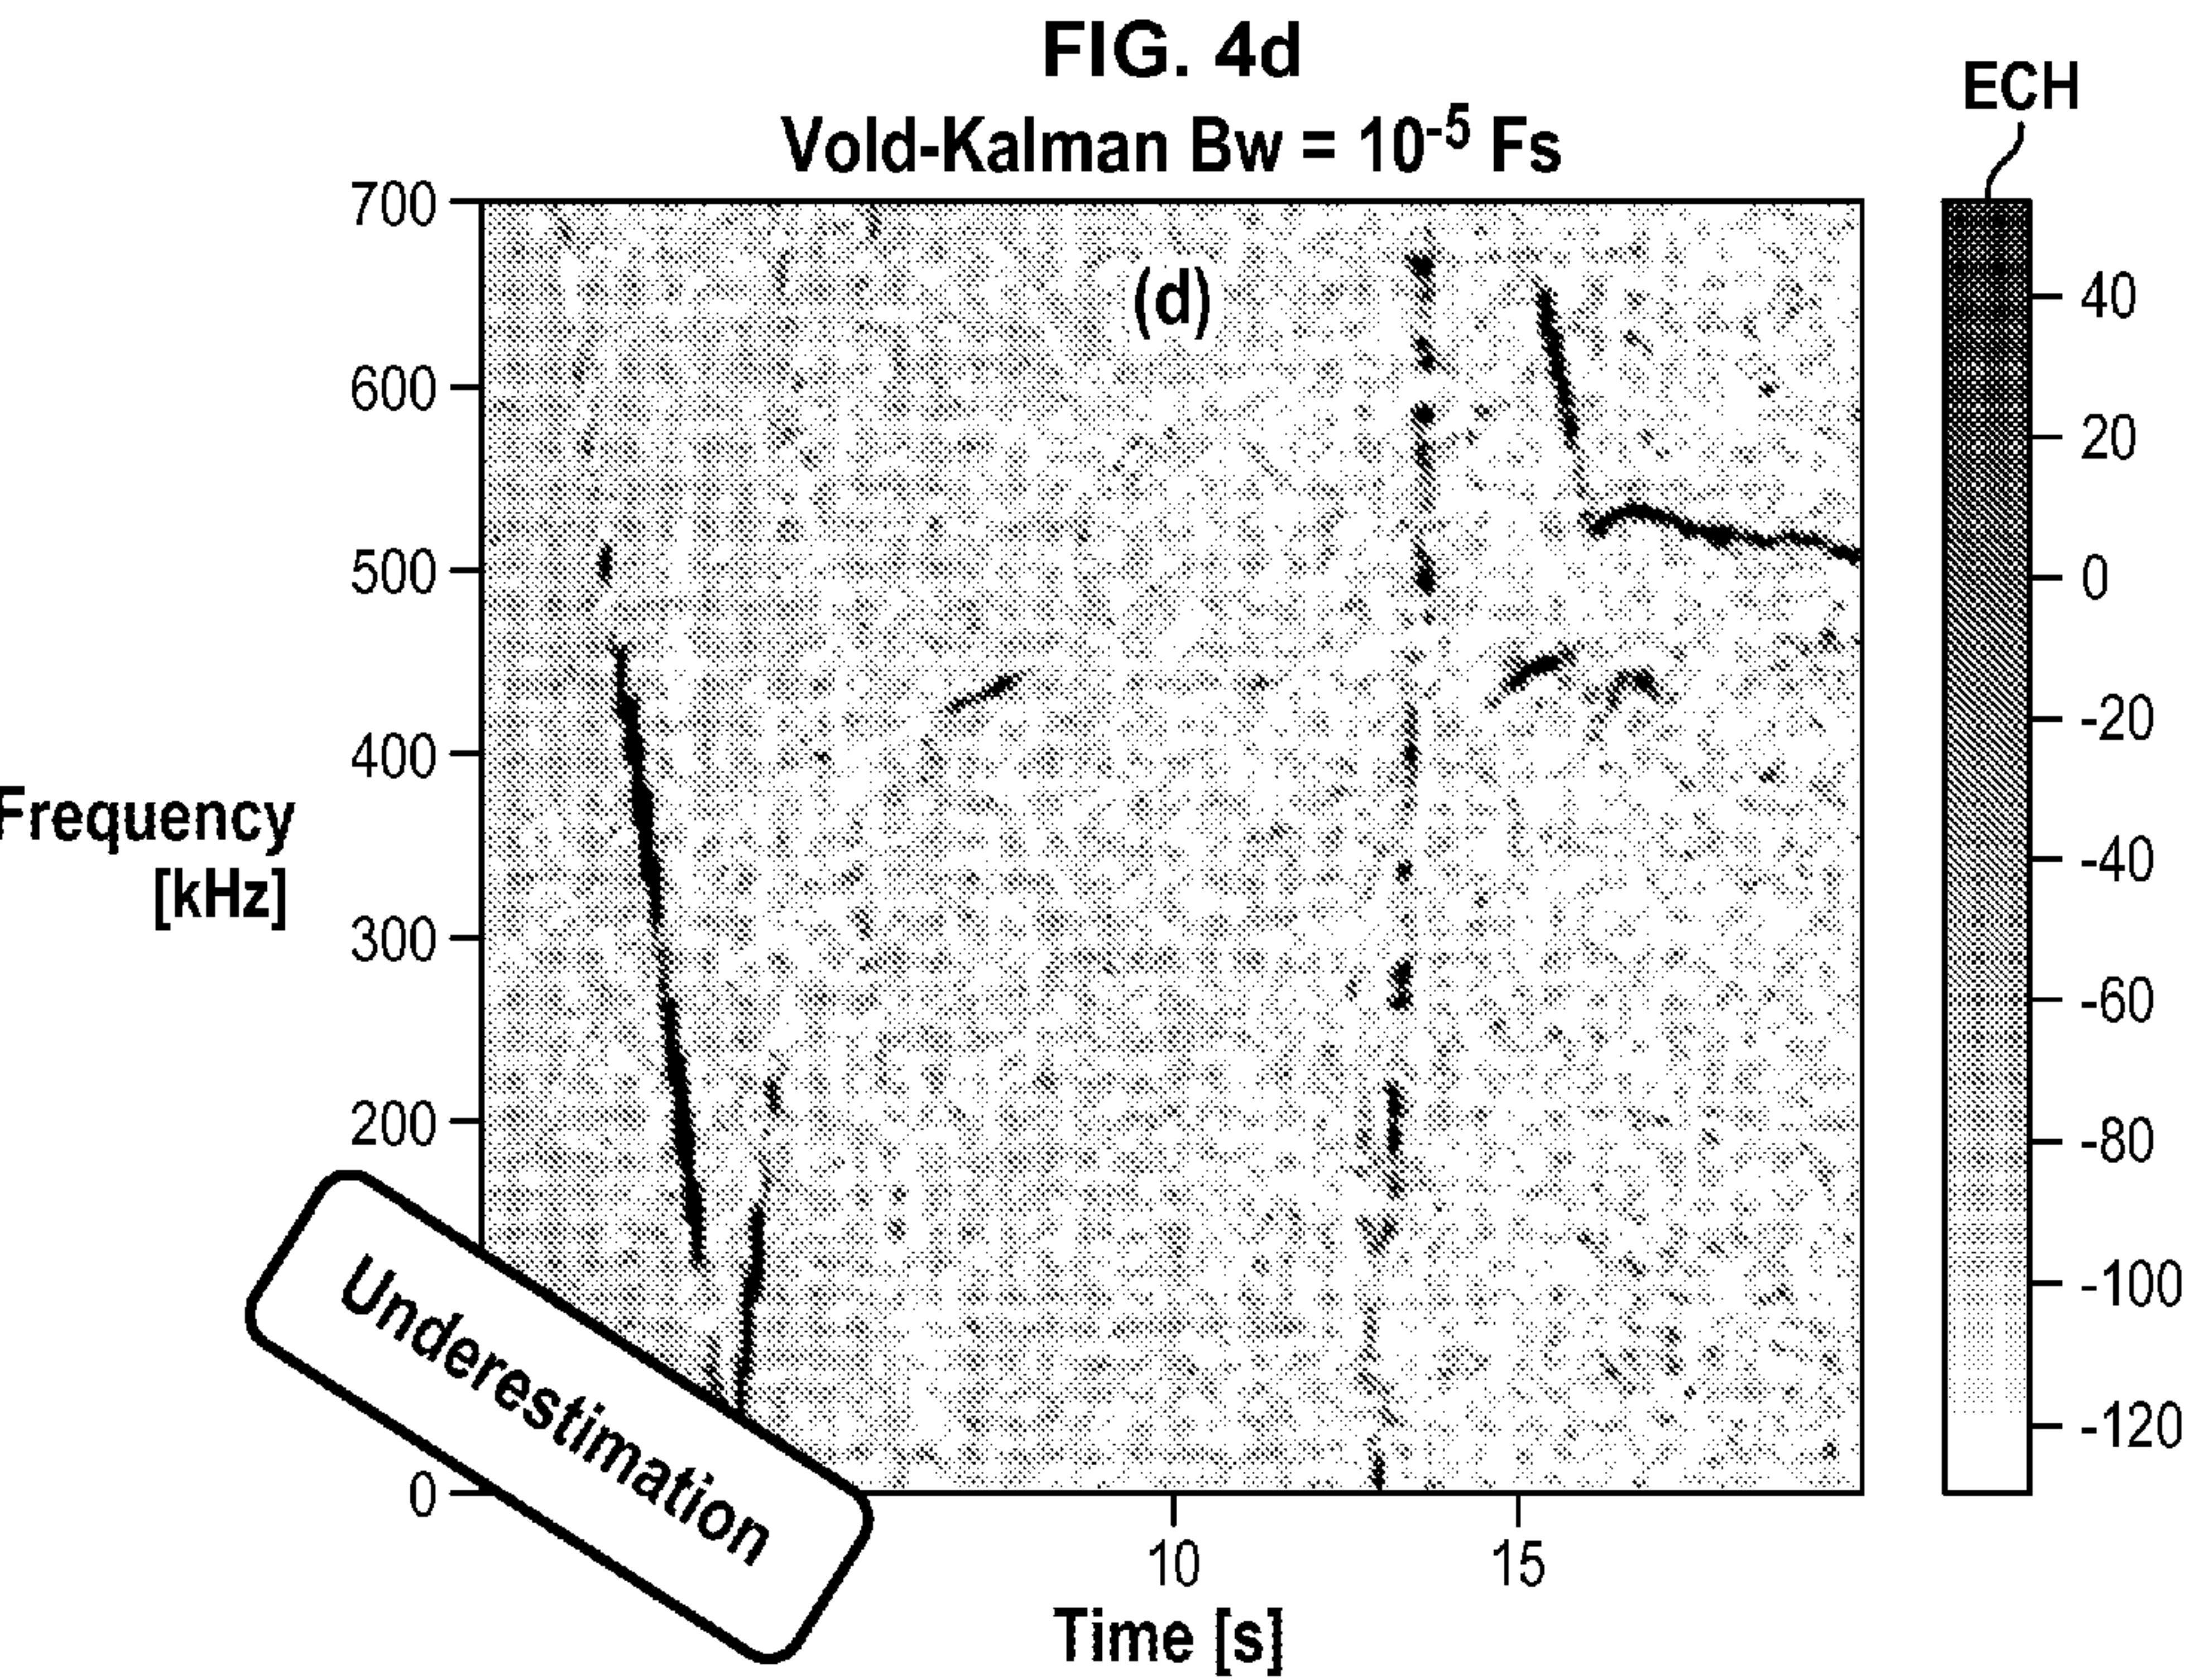 FIG. 4d
Vold-Kalman Bw = 10⁻⁵ Fs
ECH
(d)
700
600
500
400
300
200
0
Frequency
[kHz]
Underestimation
10
15
Time [s]
40
20
0
-20
-40
-60
-80
-100
-120